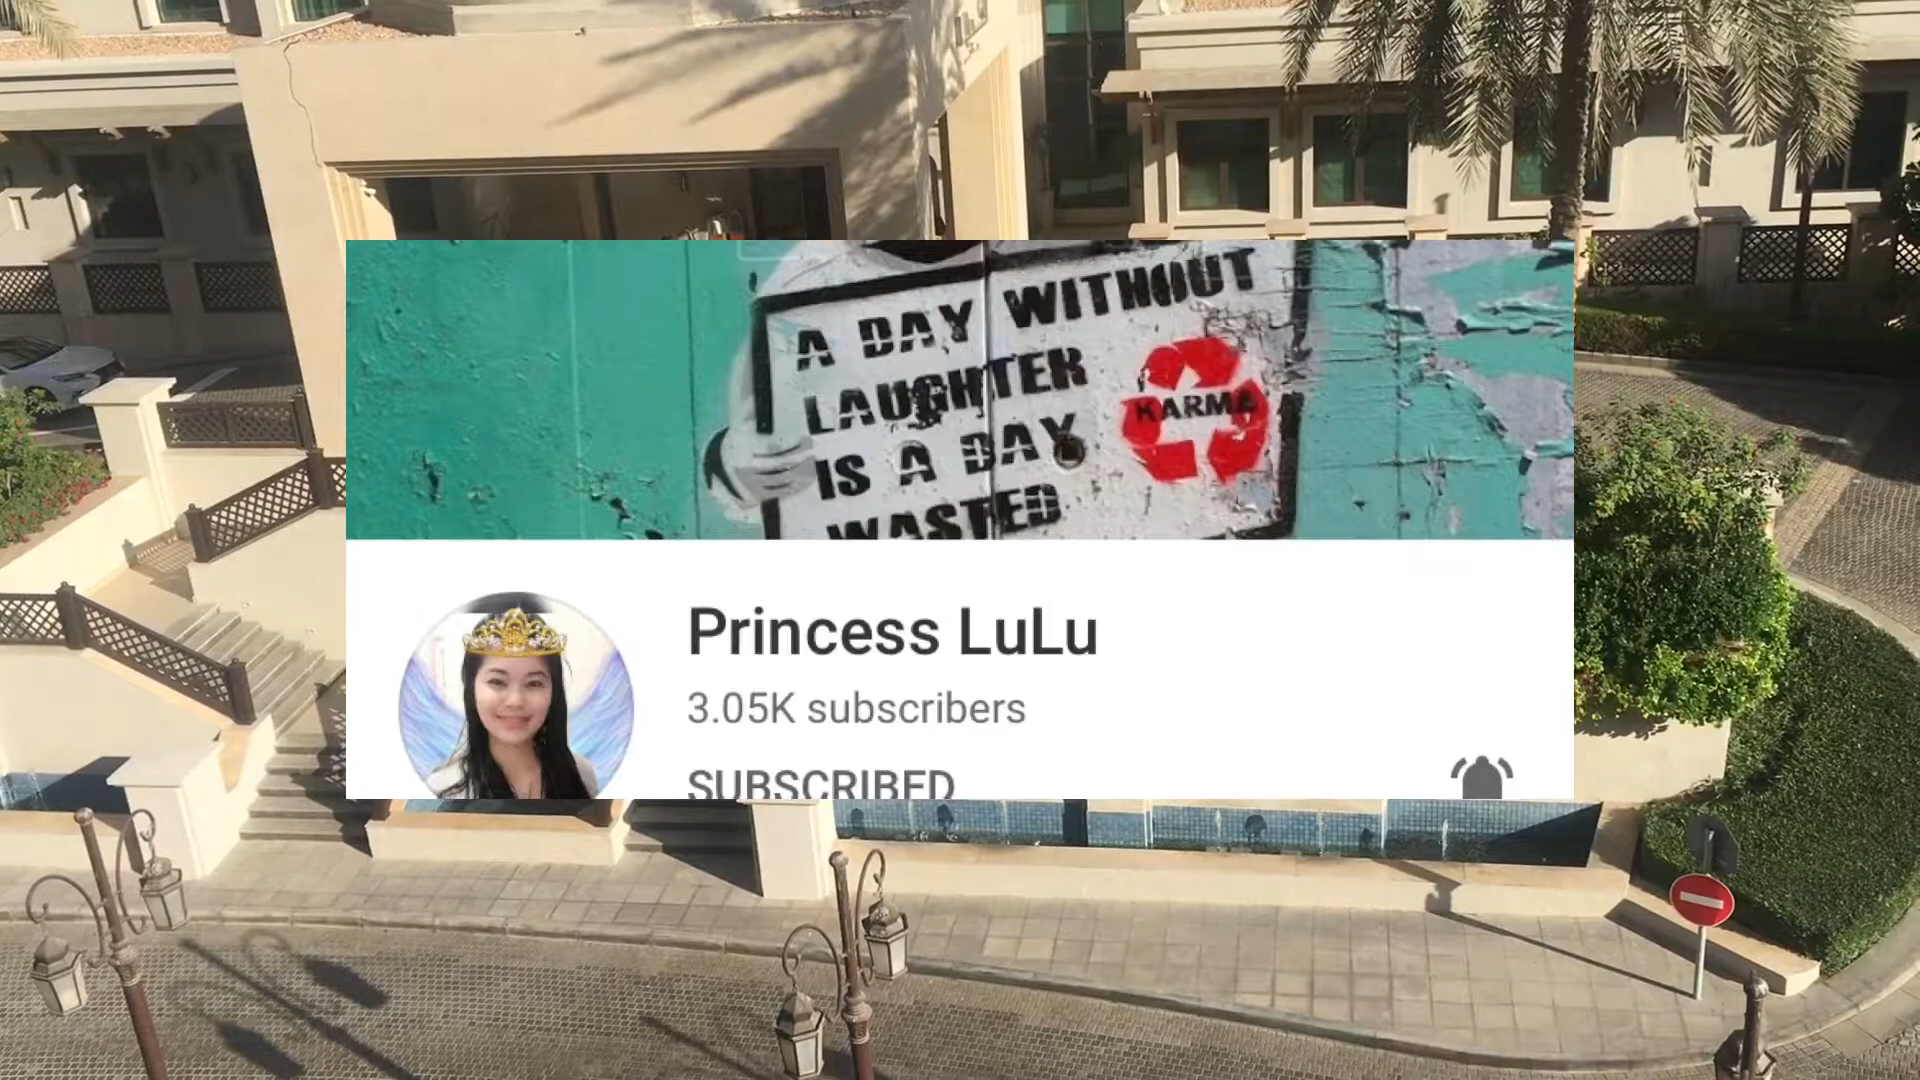 A DAY WITHOUT
LAUGHTER
IS A DAY
WASTED
KARMA
Princess LuLu
3.05K subscribers
SUBSCRIBED